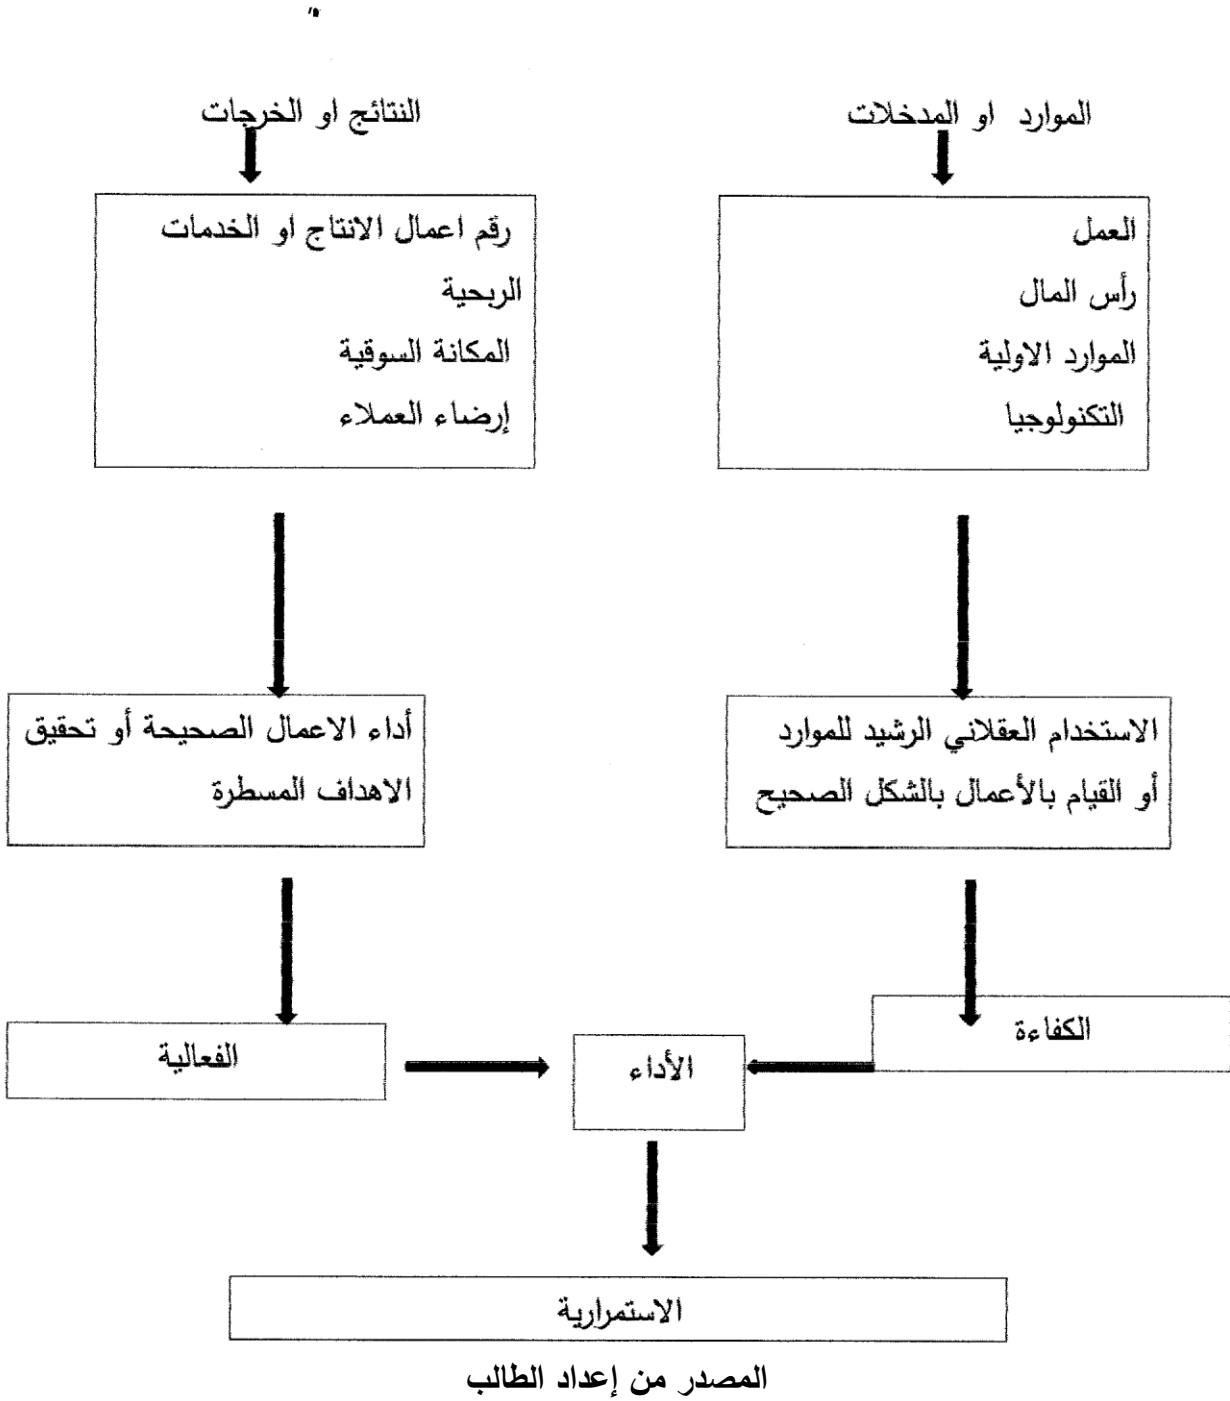 الموارد او المدخلات
النتائج او الخرجات
العمل
رأس المال
الموارد الاولية
التكنولوجيا
رقم اعمال الانتاج او الخدمات
الربحية
المكانة السوقية
إرضاء العملاء
الاستخدام العقلاني الرشيد للموارد
أو القيام بالأعمال بالشكل الصحيح
أداء الاعمال الصحيحة أو تحقيق
الاهداف المسطرة
الكفاءة
الأداء
الفعالية
الاستمرارية
المصدر من إعداد الطالب